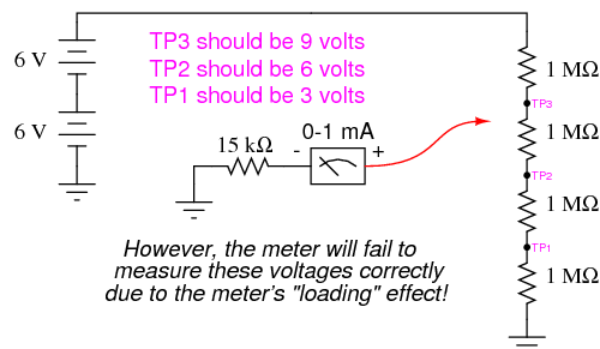 TP3 should be 9 volts
TP2 should be 6 volts
TP1 should be 3 volts
6 V
6 V
15 kΩ
0-1 mA
-
+
1 MΩ
TP3
1 MΩ
TP2
1 MΩ
TP1
1 MΩ
However, the meter will fail to
measure these voltages correctly
due to the meter's "loading" effect!